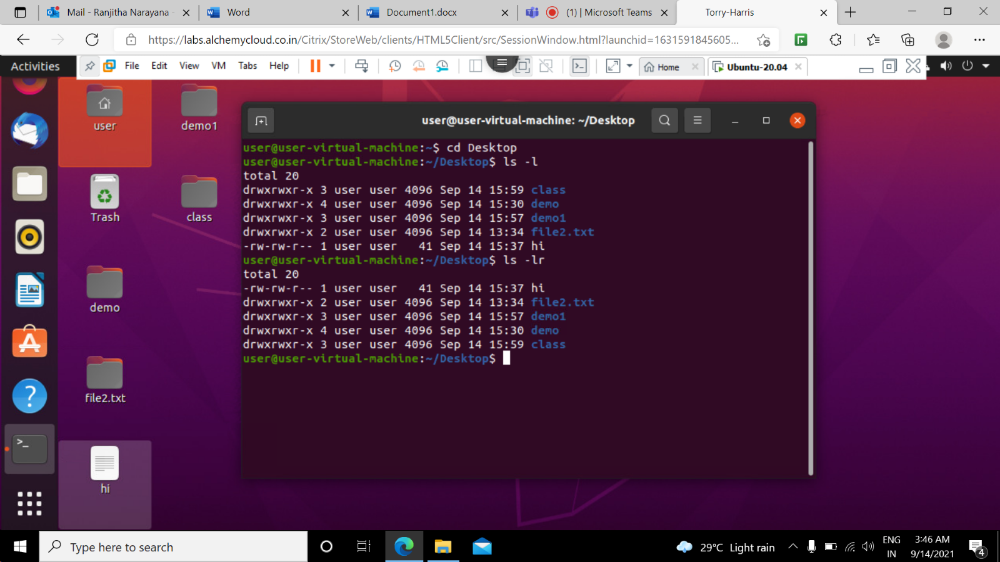 Mail - Ranjitha Narayana -
Word
Document1.docx
(1) | Microsoft Teams
Torry-Harris
https://labs.alchemycloud.co.in/Citrix/StoreWeb/clients/HTML5Client/src/SessionWindow.html?launchid=1631591845605...
Activities
File Edit View VM Tabs Help
Home
Ubuntu-20.04
user
demo1
Trash
class
demo
file2.txt
hi
user@user-virtual-machine: ~/Desktop
user@user-virtual-machine:~$ cd Desktop
user@user-virtual-machine:~/Desktop$ ls -l
total 20
drwxrwxr-x 3 user user 4096 Sep 14 15:59 class
drwxrwxr-x 4 user user 4096 Sep 14 15:30 demo
drwxrwxr-x 3 user user 4096 Sep 14 15:57 demo1
drwxrwxr-x 2 user user 4096 Sep 14 13:34 file2.txt
-rw-rw-r-- 1 user user   41 Sep 14 15:37 hi
user@user-virtual-machine:~/Desktop$ ls -lr
total 20
-rw-rw-r-- 1 user user   41 Sep 14 15:37 hi
drwxrwxr-x 2 user user 4096 Sep 14 13:34 file2.txt
drwxrwxr-x 3 user user 4096 Sep 14 15:57 demo1
drwxrwxr-x 4 user user 4096 Sep 14 15:30 demo
drwxrwxr-x 3 user user 4096 Sep 14 15:59 class
user@user-virtual-machine:~/Desktop$
Type here to search
29°C Light rain
ENG
IN
3:46 AM
9/14/2021
4